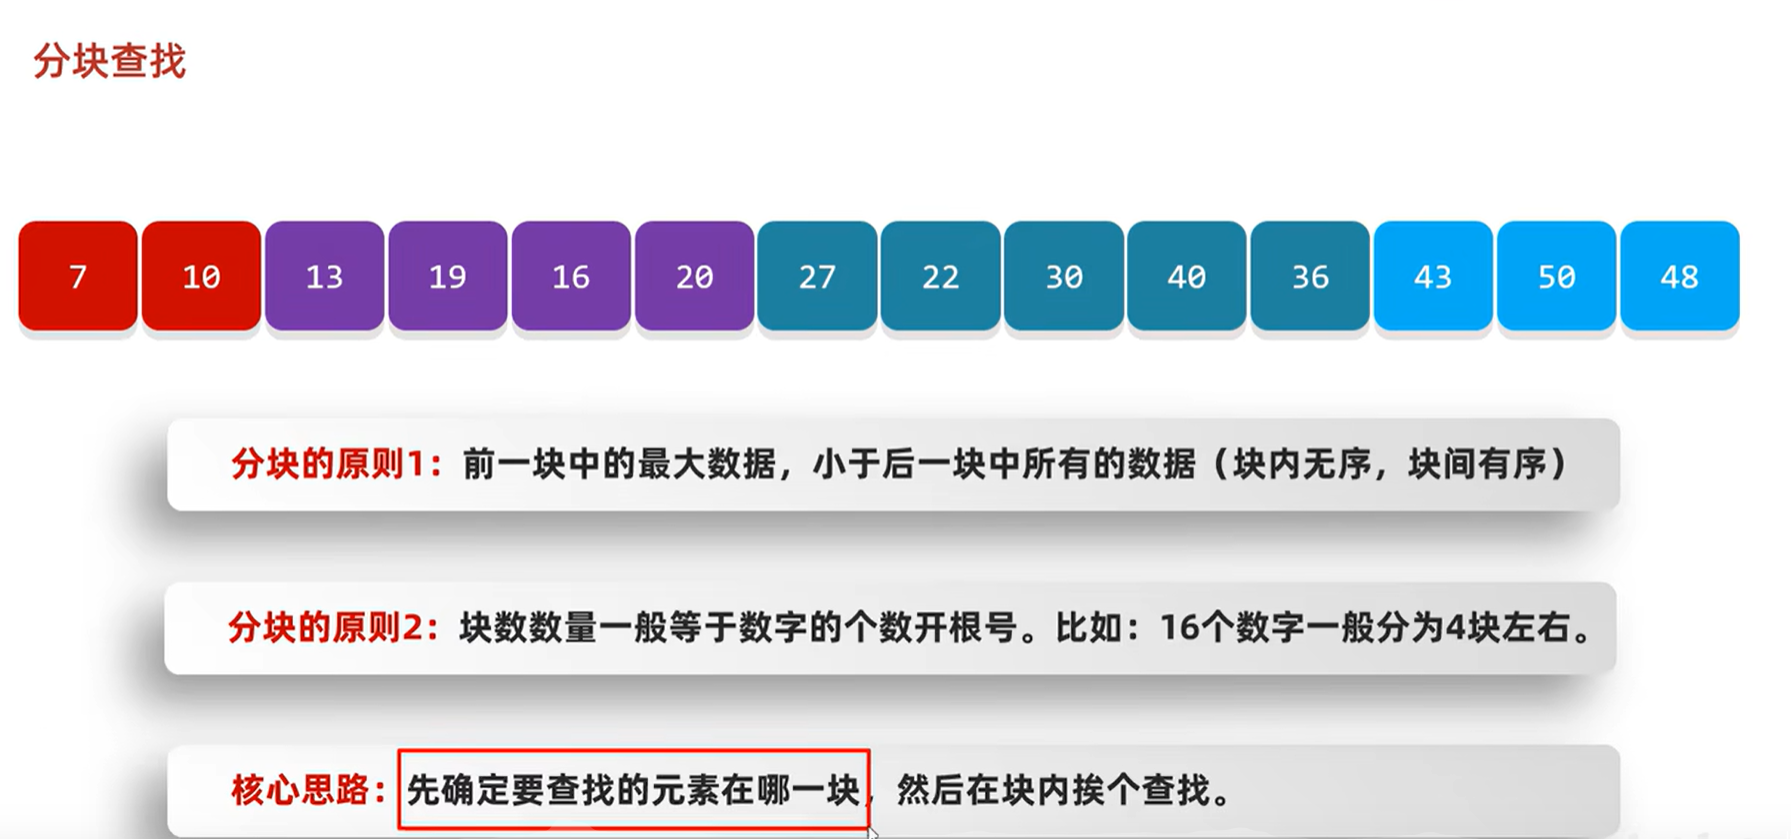 分块查找
7 10 13 19 16 20 27 22 30 40 36 43 50 48
分块的原则1：前一块中的最大数据，小于后一块中所有的数据（块内无序，块间有序）
分块的原则2：块数数量一般等于数字的个数开根号。比如：16个数字一般分为4块左右。
核心思路：先确定要查找的元素在哪一块，然后在块内挨个查找。